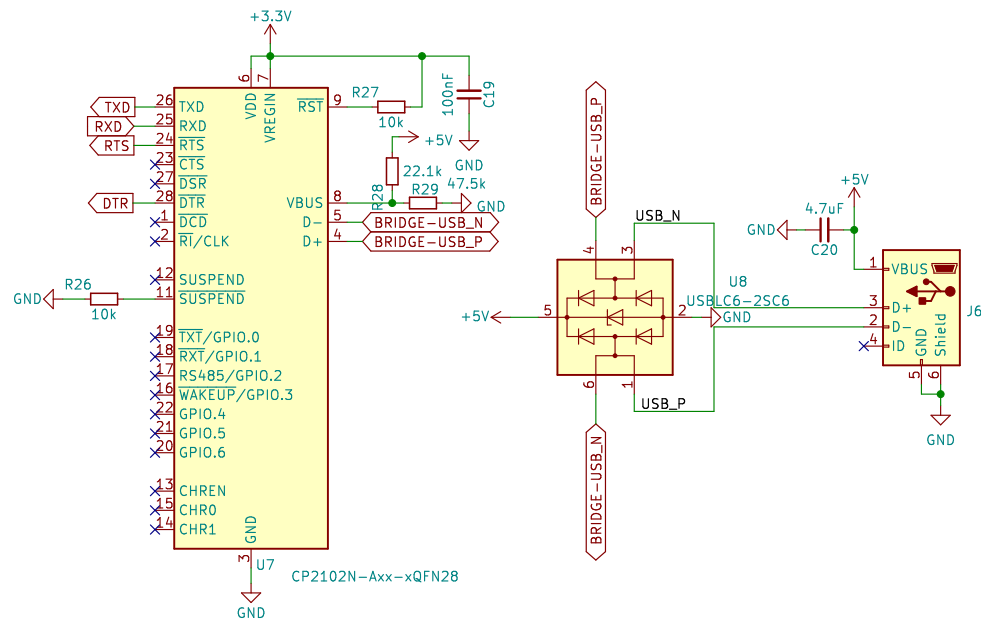 +3.3V
6
7
VDD
VREGIN
100nF
C19
GND
TXD
26
TXD
RXD
25
RXD
RTS
24
RTS
23
CTS
27
DSR
DTR
28
DTR
1
DCD
2
RI/CLK
12
SUSPEND
GND
R26
10k
11
SUSPEND
19
TXT/GPIO.0
18
RXT/GPIO.1
17
RS485/GPIO.2
16
WAKEUP/GPIO.3
22
GPIO.4
21
GPIO.5
20
GPIO.6
13
CHREN
15
CHR0
14
CHR1
GND
3
U7
CP2102N-Axx-xQFN28
GND
RST
9
R27
10k
+5V
22.1k
R28
VBUS
8
R29
47.5k
GND
D-
5
BRIDGE-USB_N
D+
4
BRIDGE-USB_P
BRIDGE-USB_P
4
3
USB_N
U8
USBLC6-2SC6
+5V
5
2
GND
6
1
USB_P
BRIDGE-USB_N
+5V
GND
4.7uF
C20
1
VBUS
3
D+
2
D-
4
ID
GND
Shield
5
6
J6
GND